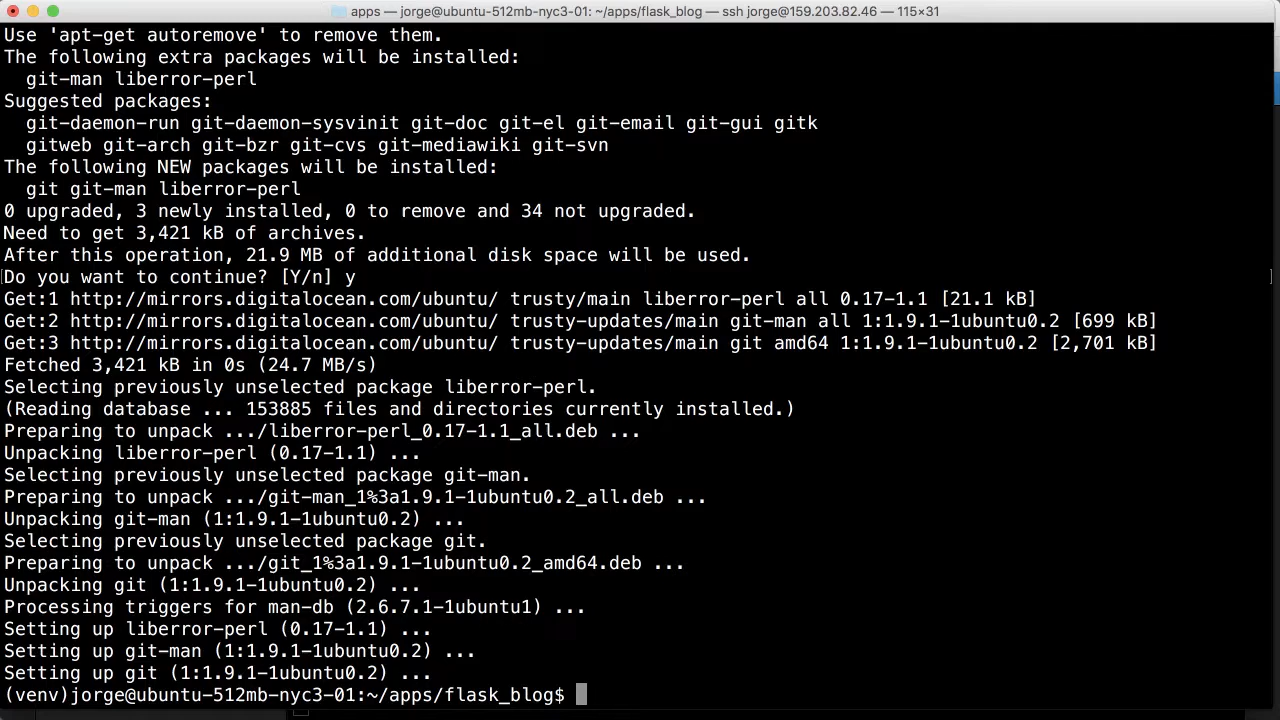 apps — jorge@ubuntu-512mb-nyc3-01: ~/apps/flask_blog — ssh jorge@159.203.82.46 — 115×31
Use 'apt-get autoremove' to remove them.
The following extra packages will be installed:
  git-man liberror-perl
Suggested packages:
  git-daemon-run git-daemon-sysvinit git-doc git-el git-email git-gui gitk
  gitweb git-arch git-bzr git-cvs git-mediawiki git-svn
The following NEW packages will be installed:
  git git-man liberror-perl
0 upgraded, 3 newly installed, 0 to remove and 34 not upgraded.
Need to get 3,421 kB of archives.
After this operation, 21.9 MB of additional disk space will be used.
Do you want to continue? [Y/n] y
Get:1 http://mirrors.digitalocean.com/ubuntu/ trusty/main liberror-perl all 0.17-1.1 [21.1 kB]
Get:2 http://mirrors.digitalocean.com/ubuntu/ trusty-updates/main git-man all 1:1.9.1-1ubuntu0.2 [699 kB]
Get:3 http://mirrors.digitalocean.com/ubuntu/ trusty-updates/main git amd64 1:1.9.1-1ubuntu0.2 [2,701 kB]
Fetched 3,421 kB in 0s (24.7 MB/s)
Selecting previously unselected package liberror-perl.
(Reading database ... 153885 files and directories currently installed.)
Preparing to unpack .../liberror-perl_0.17-1.1_all.deb ...
Unpacking liberror-perl (0.17-1.1) ...
Selecting previously unselected package git-man.
Preparing to unpack .../git-man_1%3a1.9.1-1ubuntu0.2_all.deb ...
Unpacking git-man (1:1.9.1-1ubuntu0.2) ...
Selecting previously unselected package git.
Preparing to unpack .../git_1%3a1.9.1-1ubuntu0.2_amd64.deb ...
Unpacking git (1:1.9.1-1ubuntu0.2) ...
Processing triggers for man-db (2.6.7.1-1ubuntu1) ...
Setting up liberror-perl (0.17-1.1) ...
Setting up git-man (1:1.9.1-1ubuntu0.2) ...
Setting up git (1:1.9.1-1ubuntu0.2) ...
(venv)jorge@ubuntu-512mb-nyc3-01:~/apps/flask_blog$